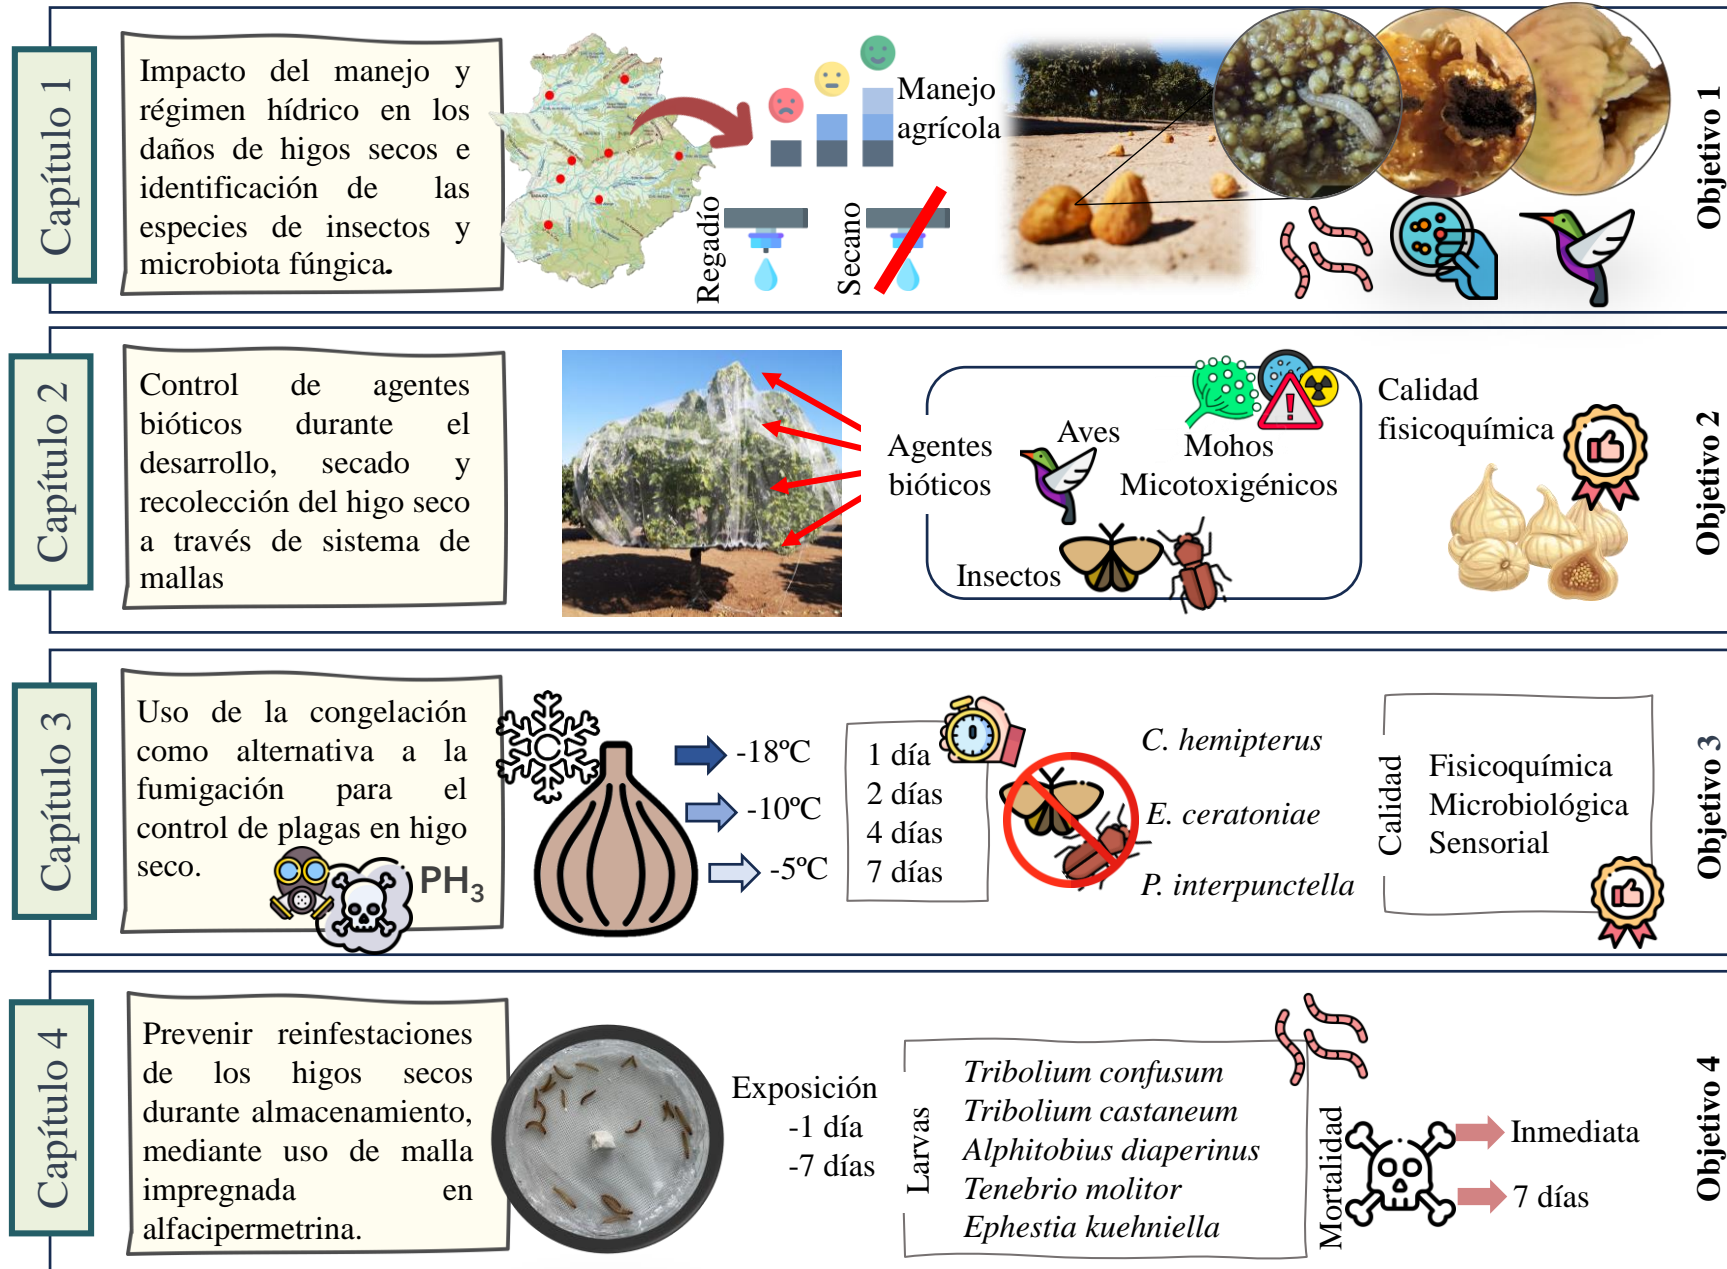 Capítulo 1
Impacto del manejo y
régimen hídrico en los
daños de higos secos e
identificación de las
especies de insectos y
microbiota fúngica.
Manejo
agrícola
Regadío
Secano
Objetivo 1
Capítulo 2
Control de agentes
bióticos durante el
desarrollo, secado y
recolección del higo seco
a través de sistema de
mallas
Agentes
bióticos
Aves
Mohos
Micotoxigénicos
Insectos
Calidad
fisicoquímica
Objetivo 2
Capítulo 3
Uso de la congelación
como alternativa a la
fumigación para el
control de plagas en higo
seco.
PH3
-18ºC
-10ºC
-5ºC
1 día
2 días
4 días
7 días
C. hemipterus
E. ceratoniae
P. interpunctella
Calidad
Fisicoquímica
Microbiológica
Sensorial
Objetivo 3
Capítulo 4
Prevenir reinfestaciones
de los higos secos
durante almacenamiento,
mediante uso de malla
impregnada en
alfacipermetrina.
Exposición
-1 día
-7 días
Larvas
Tribolium confusum
Tribolium castaneum
Alphitobius diaperinus
Tenebrio molitor
Ephestia kuehniella
Mortalidad
Inmediata
7 días
Objetivo 4